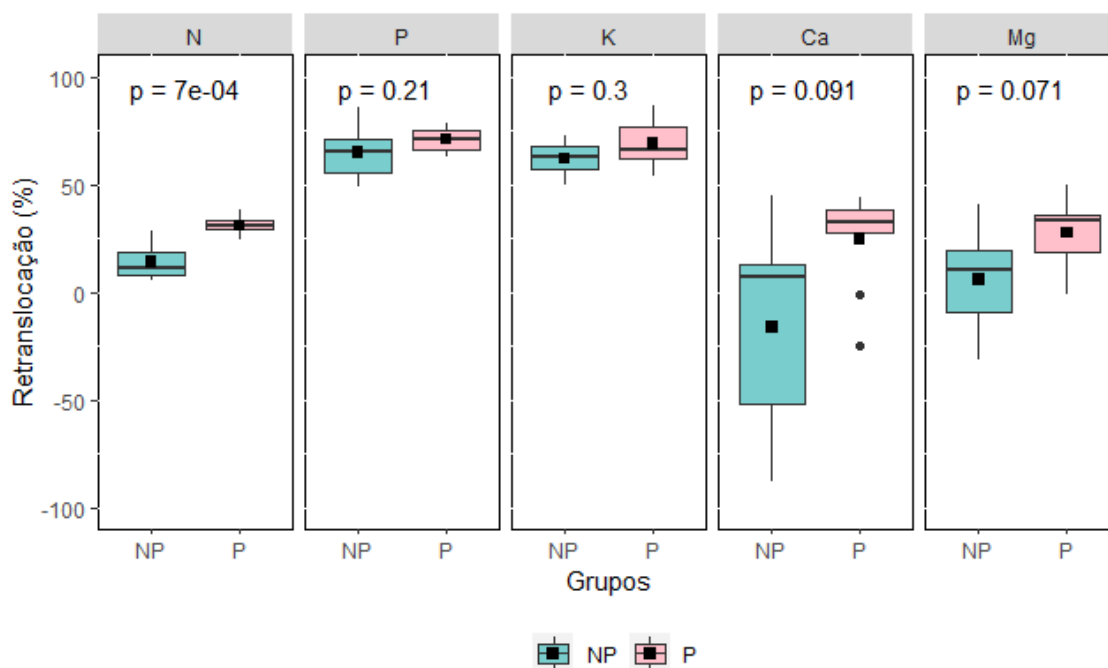 N P K Ca Mg
p = 7e-04 p = 0.21 p = 0.3 p = 0.091 p = 0.071
100
50
0
-50
-100
Retranslocação (%)
NP P NP P NP P NP P NP P
Grupos
NP P